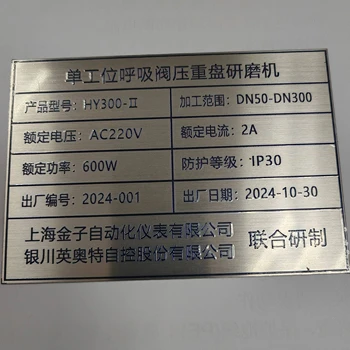 单工位呼吸阀压重盘研磨机
产品型号: HY300-Ⅱ 加工范围: DN50-DN300
额定电压: AC220V 额定电流: 2A
额定功率: 600W 防护等级: IP30
出厂编号: 2024-001 出厂日期: 2024-10-30
上海金子自动化仪表有限公司 联合研制
银川英奥特自控股份有限公司